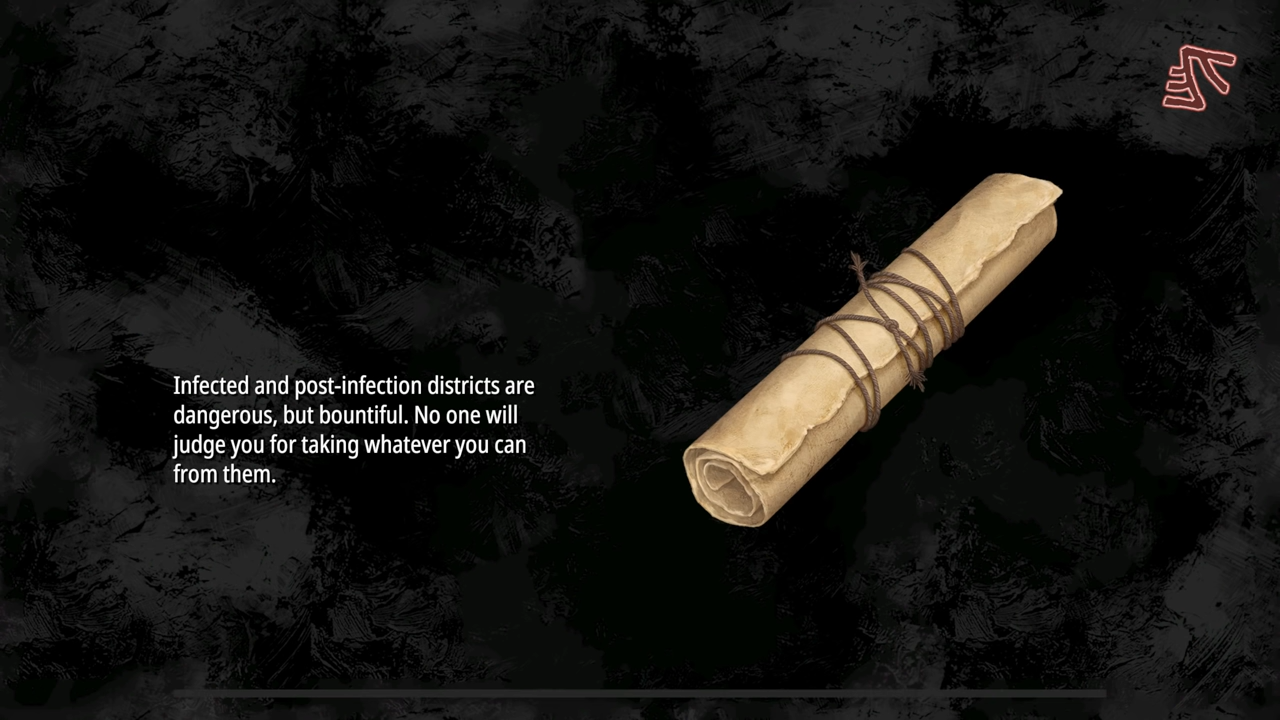 Infected and post-infection districts are
dangerous, but bountiful. No one will
judge you for taking whatever you can
from them.